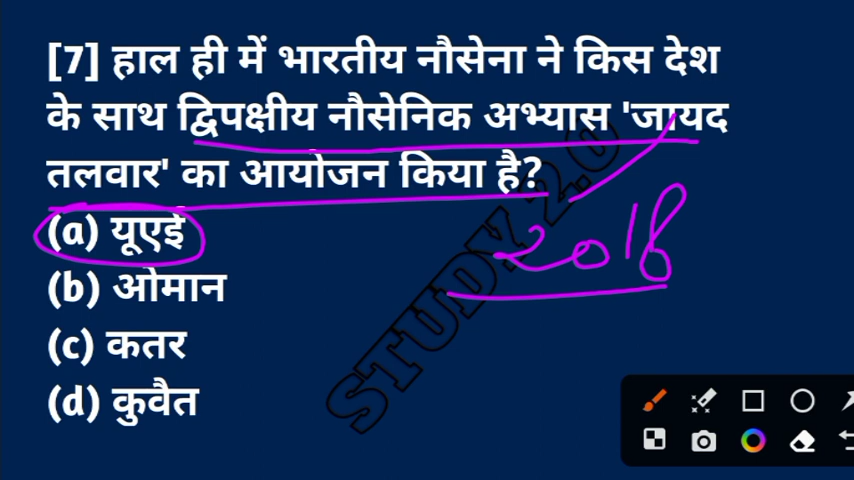 [7] हाल ही में भारतीय नौसेना ने किस देश
के साथ द्विपक्षीय नौसेनिक अभ्यास 'जायद
तलवार' का आयोजन किया है?
(a) यूएई
2018
(b) ओमान
(c) कतर
(d) कुवैत
STUDY 2.0